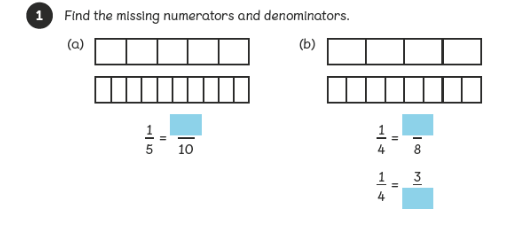 1 Find the missing numerators and denominators.
(a) (b)
1/5 = /10
1/4 = /8
1/4 = 3/